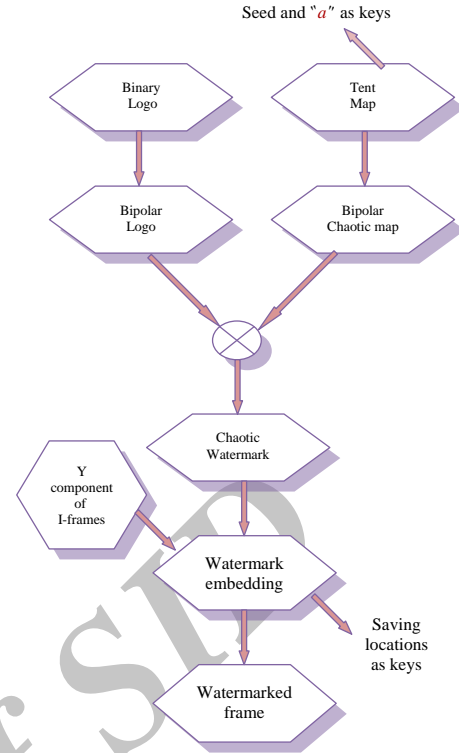 Seed and “a” as keys
Binary
Logo
Tent
Map
Bipolar
Logo
Bipolar
Chaotic map
Chaotic
Watermark
Y
component
of
I-frames
Watermark
embedding
Saving
locations
as keys
Watermarked
frame
f SID